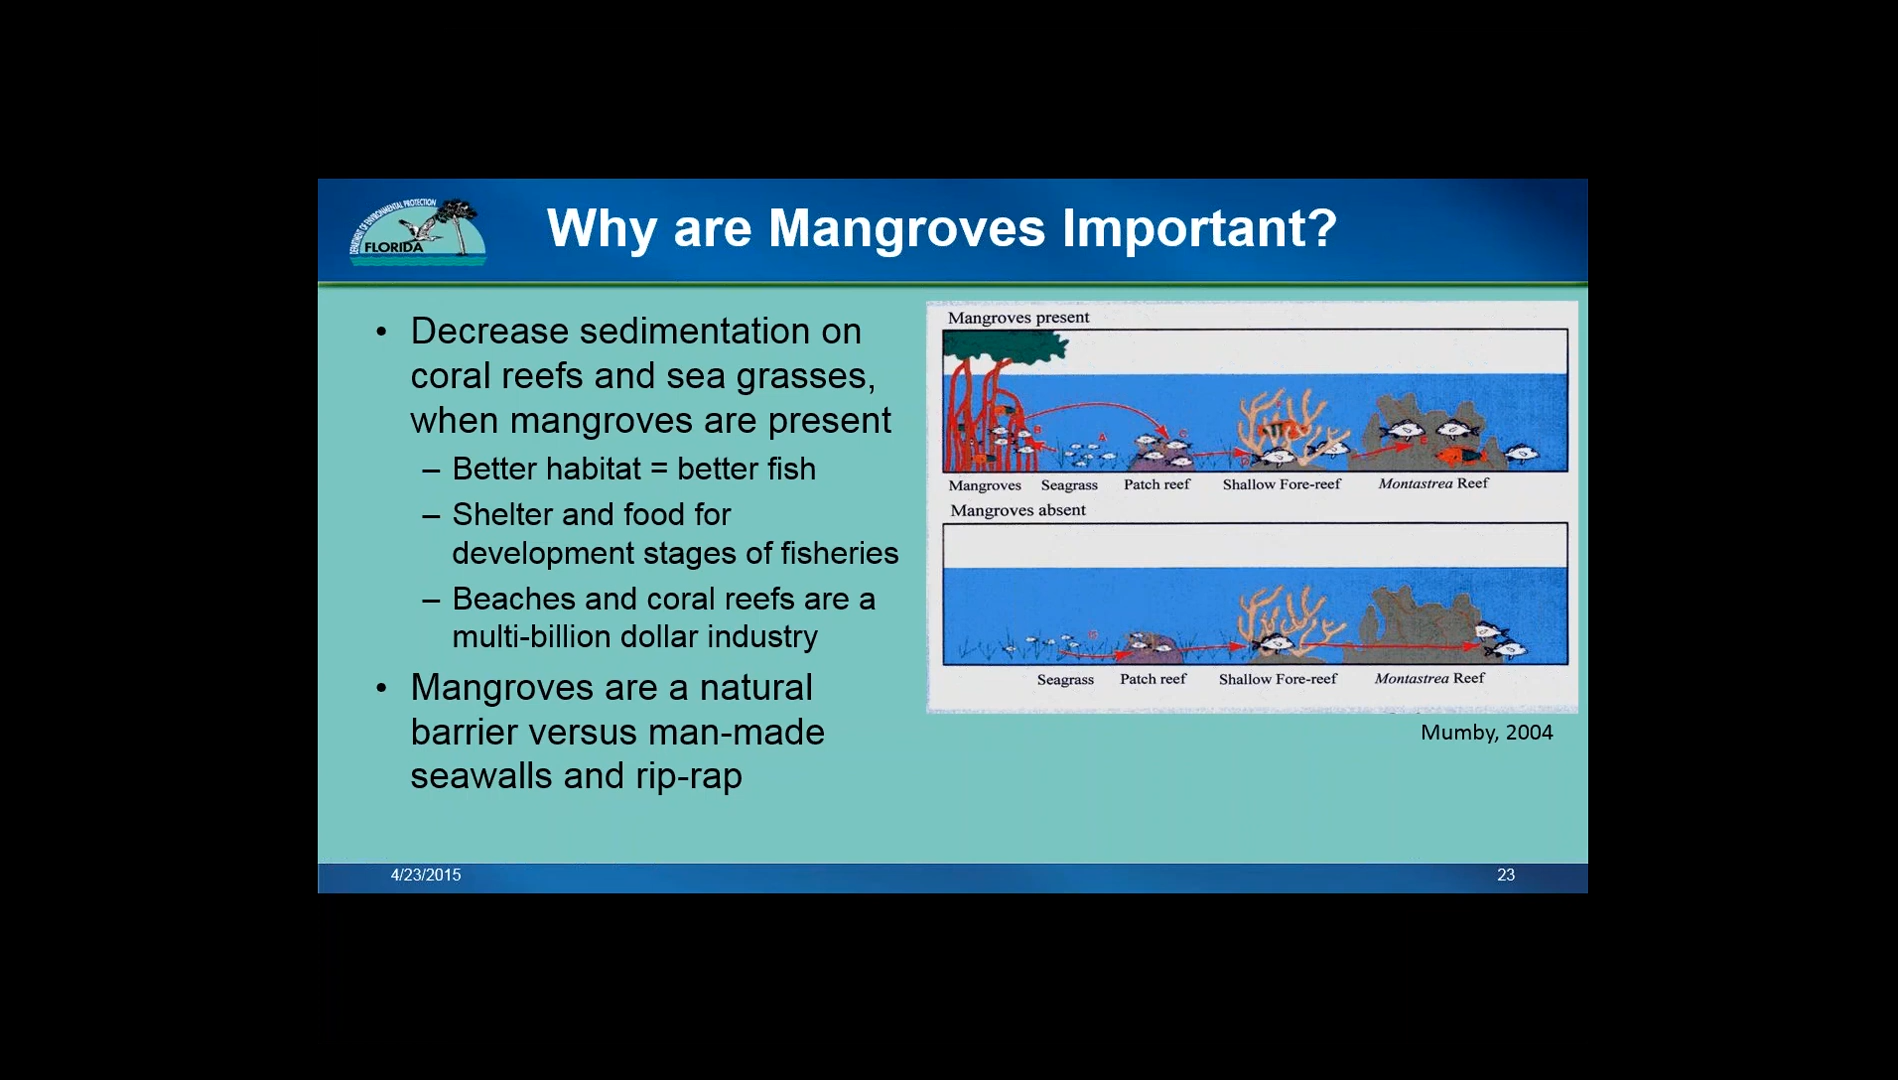 DEPARTMENT OF ENVIRONMENTAL PROTECTION
FLORIDA
Why are Mangroves Important?
• Decrease sedimentation on
coral reefs and sea grasses,
when mangroves are present
– Better habitat = better fish
– Shelter and food for
development stages of fisheries
– Beaches and coral reefs are a
multi-billion dollar industry
• Mangroves are a natural
barrier versus man-made
seawalls and rip-rap
Mangroves present
B A C D E
Mangroves Seagrass Patch reef Shallow Fore-reef Montastrea Reef
Mangroves absent
Seagrass Patch reef Shallow Fore-reef Montastrea Reef
Mumby, 2004
4/23/2015
23